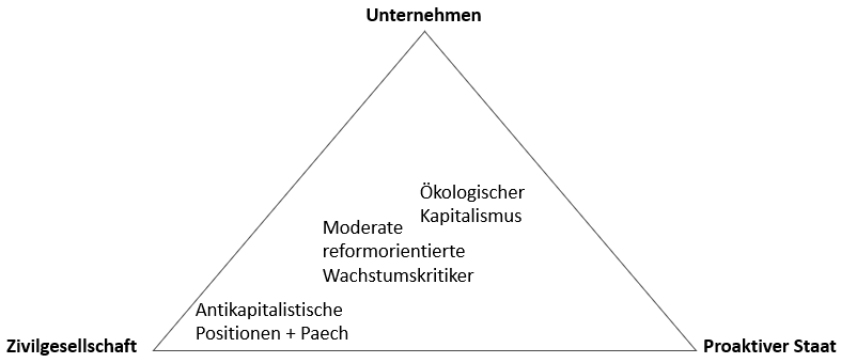 Unternehmen
Ökologischer
Kapitalismus
Moderate
reformorientierte
Wachstumskritiker
Antikapitalistische
Positionen + Paech
Zivilgesellschaft
Proaktiver Staat